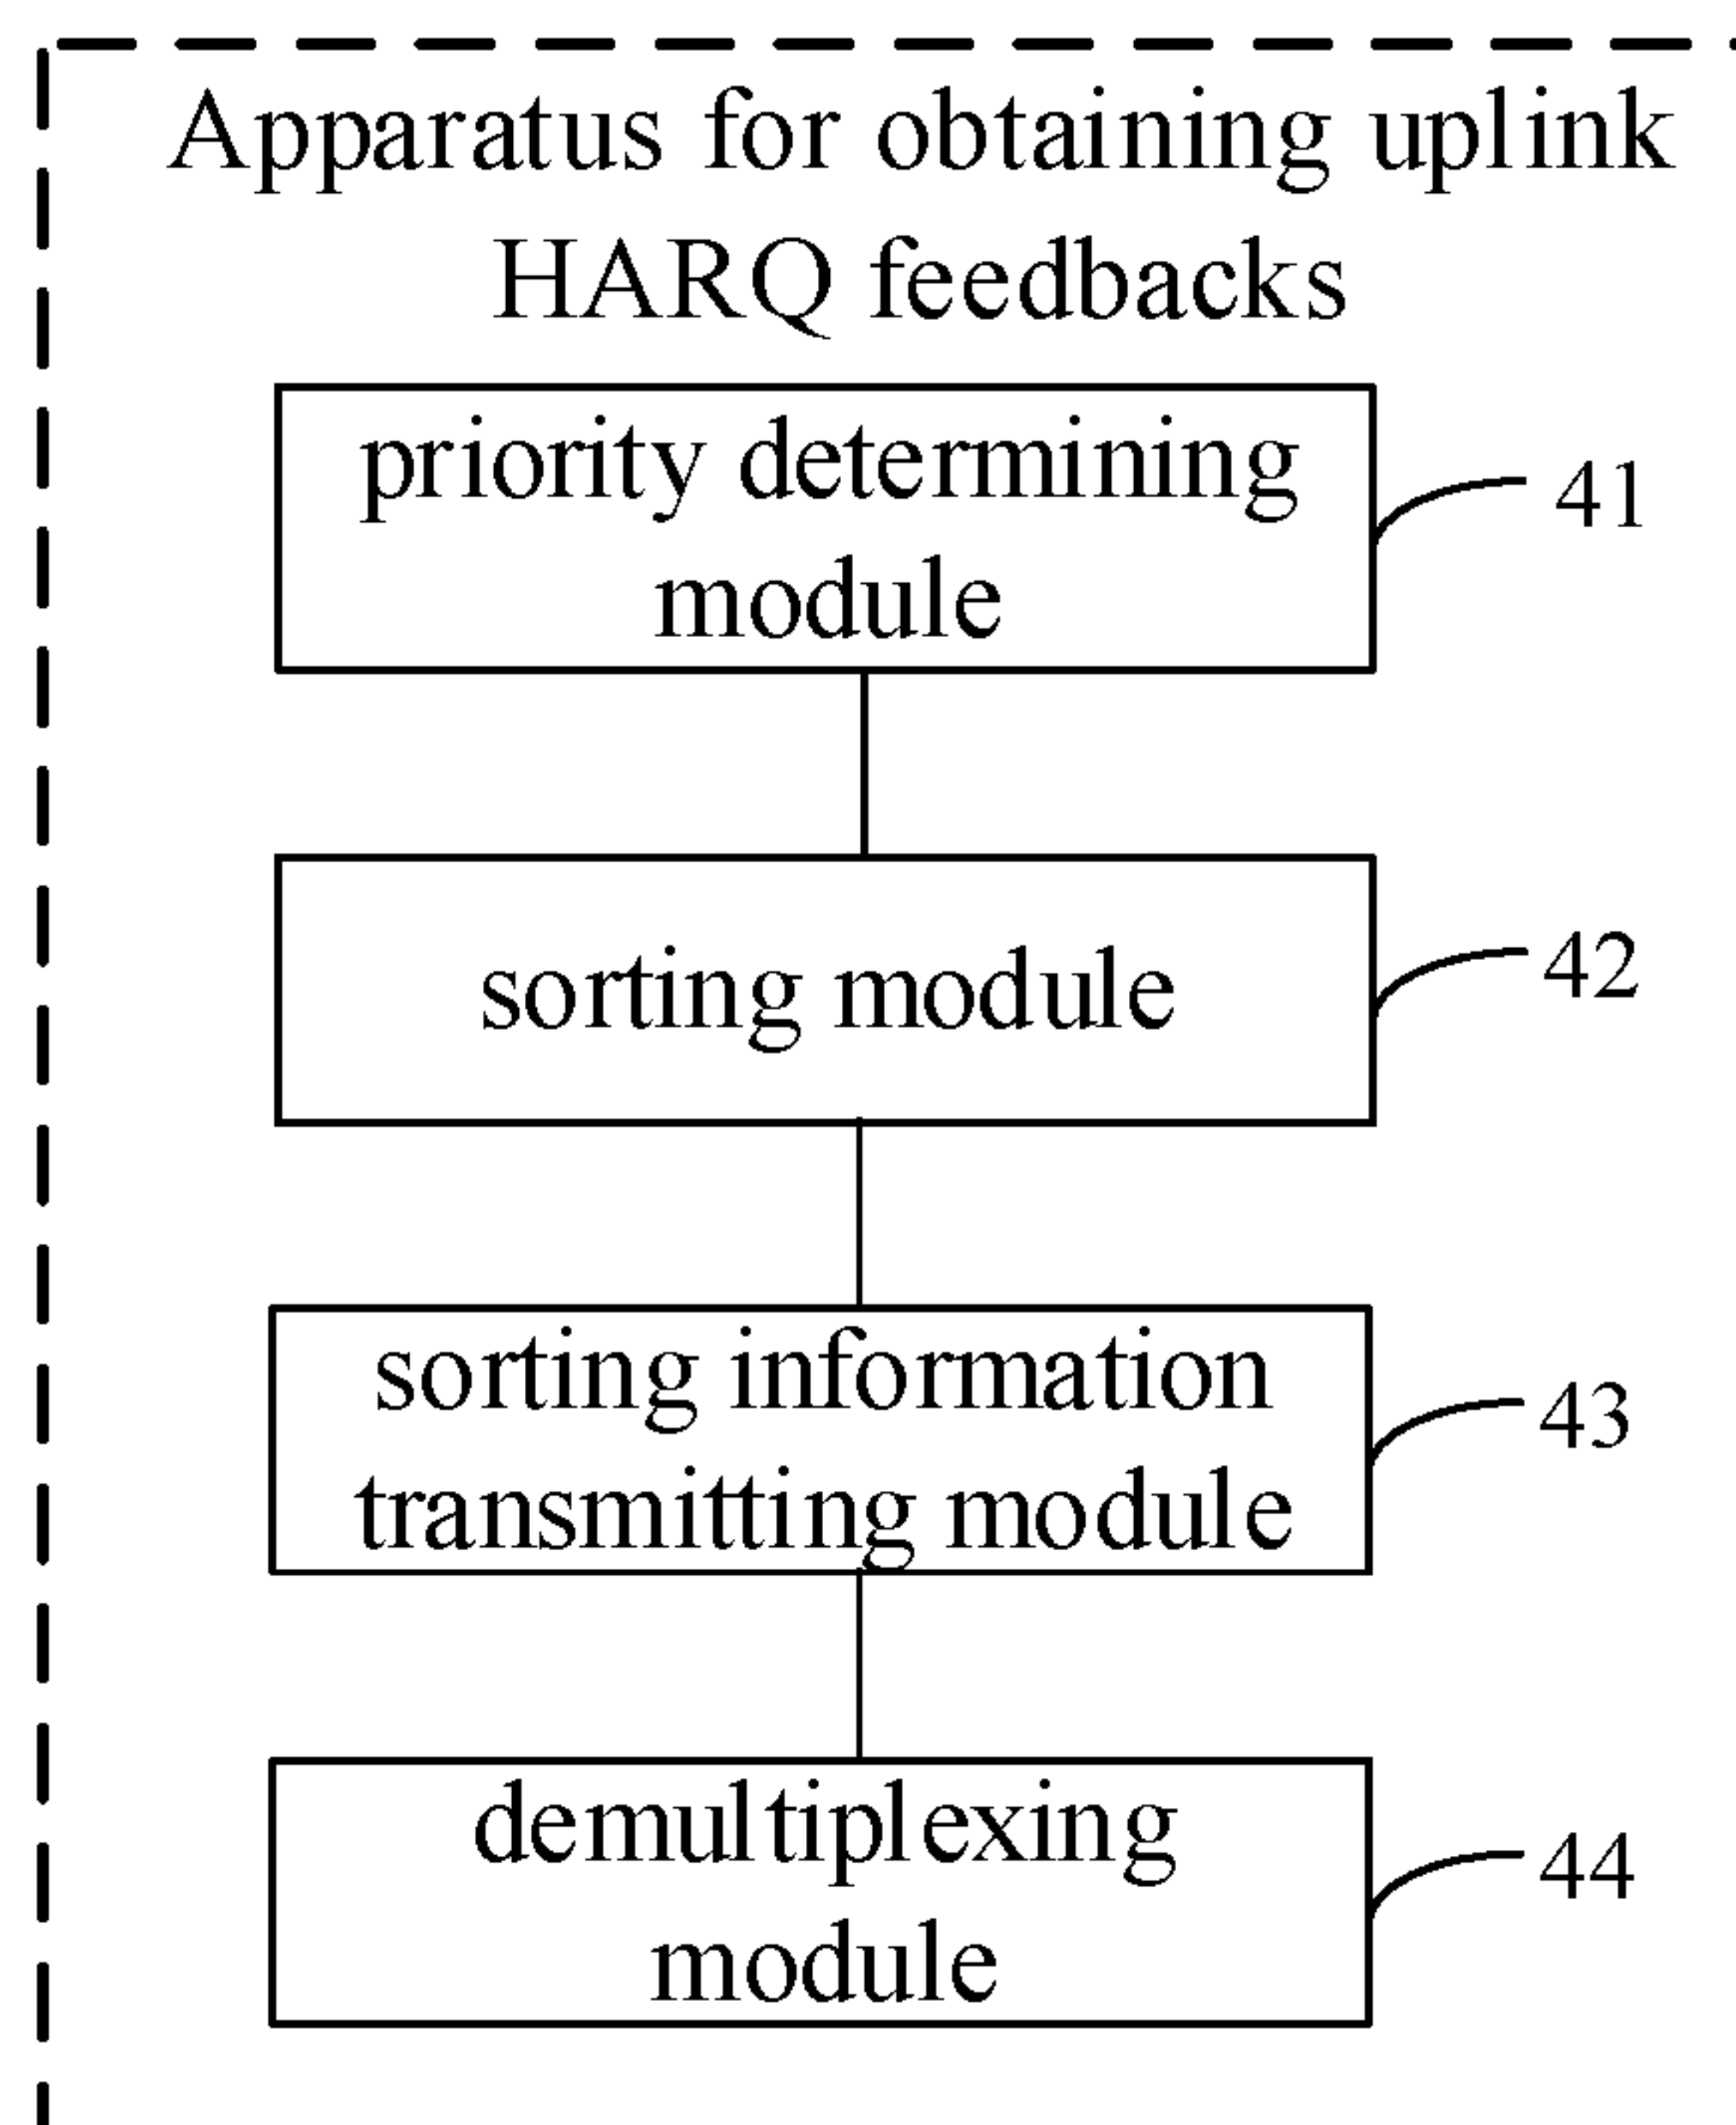 Apparatus for obtaining uplink
HARQ feedbacks
priority determining
module
41
sorting module
42
sorting information
transmitting module
43
demultiplexing
module
44